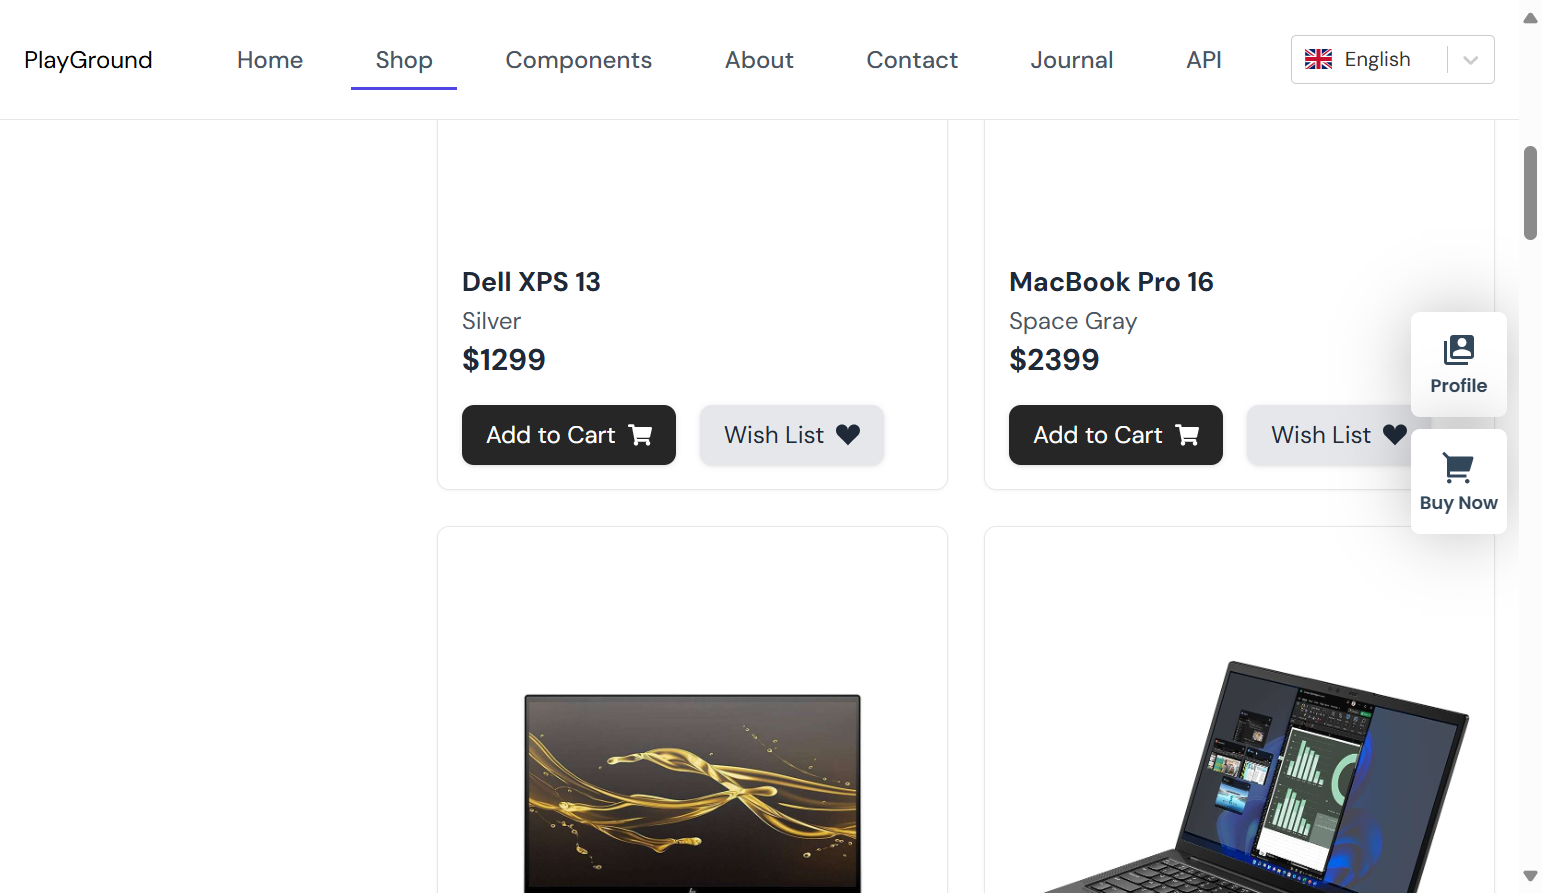 PlayGround
Home
Shop
Components
About
Contact
Journal
API
English
Dell XPS 13
Silver
$1299
Add to Cart
Wish List
MacBook Pro 16
Space Gray
$2399
Add to Cart
Wish List
Profile
Buy Now